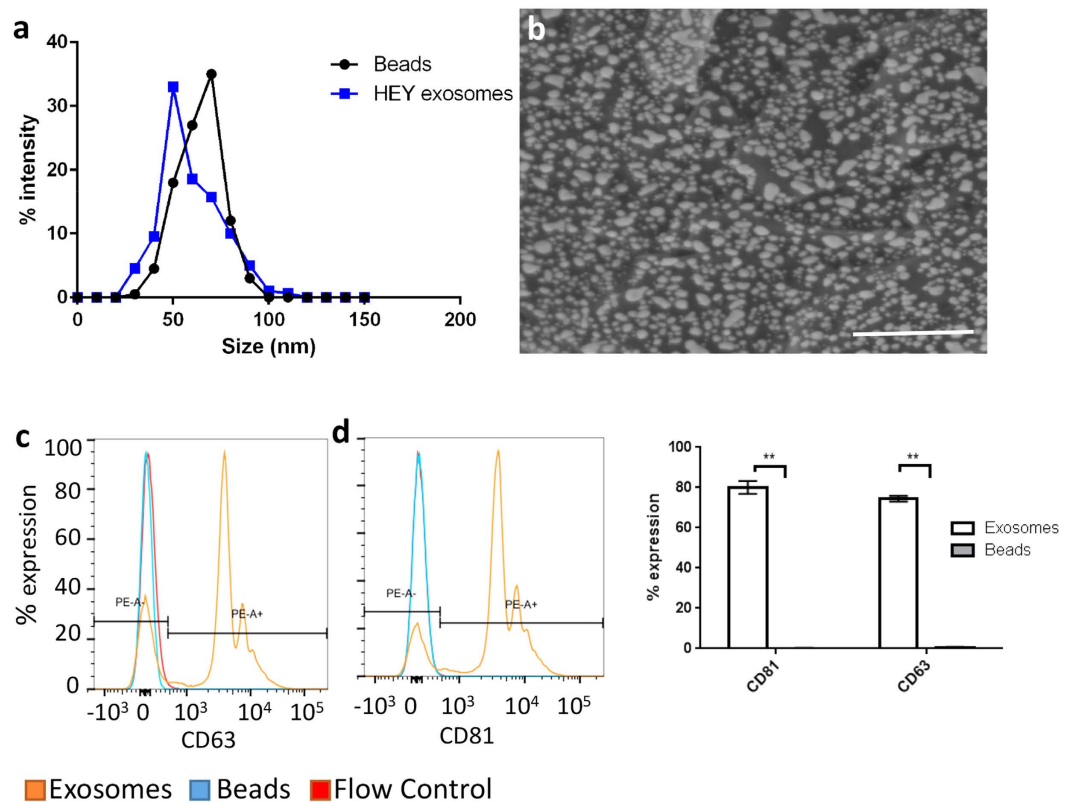 a
40
30
20
10
0
% intensity
0 50 100 150 200
Size (nm)
Beads
HEY exosomes
b
c
100
80
60
40
20
0
% expression
PE-A-
PE-A+
-10³ 0 10³ 10⁴ 10⁵
CD63
d
PE-A-
PE-A+
-10³ 0 10³ 10⁴ 10⁵
CD81
100
80
60
40
20
0
% expression
** **
CD81 CD63
Exosomes
Beads
Exosomes Beads Flow Control